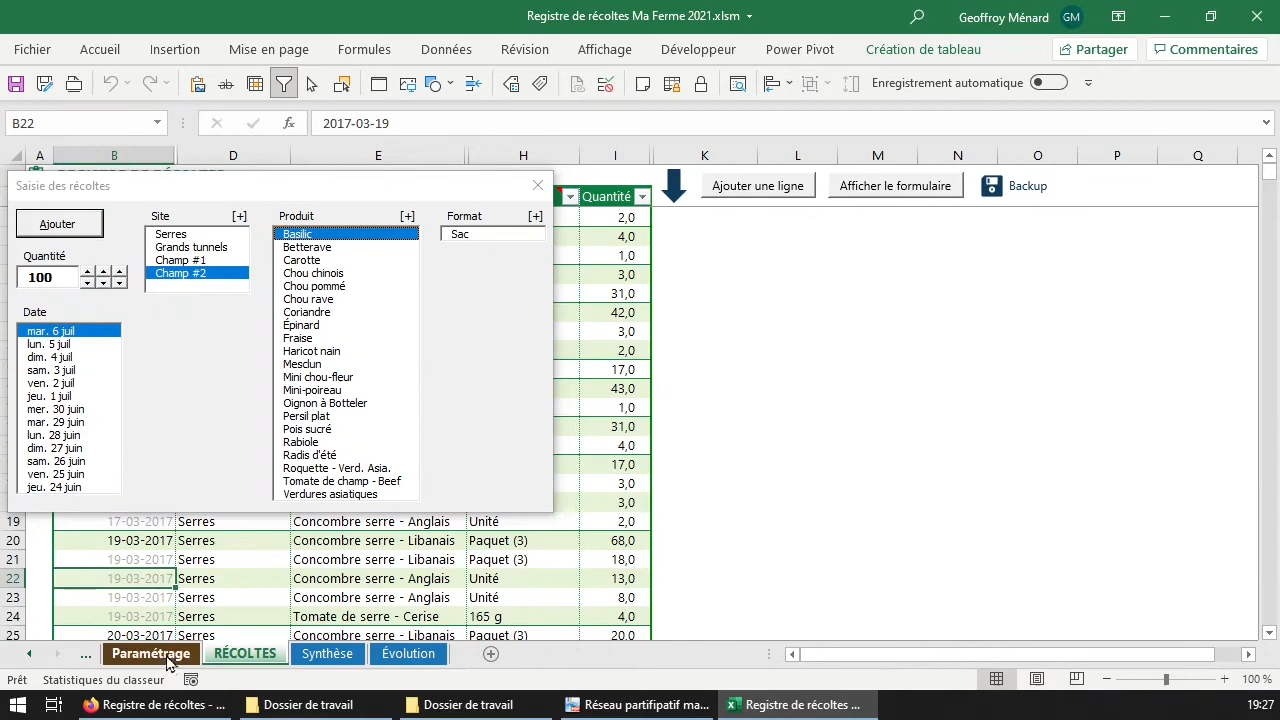 Registre de récoltes Ma Ferme 2021.xlsm
Geoffroy Ménard GM
Fichier Accueil Insertion Mise en page Formules Données Révision Affichage Développeur Power Pivot Création de tableau Partager Commentaires
Enregistrement automatique
B22 fx 2017-03-19
A B D E H I K L M N O P Q
Saisie des récoltes
Quantité Ajouter une ligne Afficher le formulaire Backup
Ajouter
Site [+] Produit [+] Format [+]
Quantité
100
Date
Serres
Grands tunnels
Champ #1
Champ #2
Basilic
Betterave
Carotte
Chou chinois
Chou pommé
Chou rave
Coriandre
Épinard
Fraise
Haricot nain
Mesclun
Mini chou-fleur
Mini-poireau
Oignon à Botteler
Persil plat
Pois sucré
Rabiole
Radis d'été
Roquette - Verd. Asia.
Tomate de champ - Beef
Verdures asiatiques
Sac
mar. 6 juil
lun. 5 juil
dim. 4 juil
sam. 3 juil
ven. 2 juil
jeu. 1 juil
mer. 30 juin
mar. 29 juin
lun. 28 juin
dim. 27 juin
sam. 26 juin
ven. 25 juin
jeu. 24 juin
2,0
4,0
1,0
3,0
31,0
42,0
3,0
2,0
17,0
43,0
1,0
31,0
4,0
17,0
3,0
3,0
19 17-03-2017 Serres Concombre serre - Anglais Unité 2,0
20 19-03-2017 Serres Concombre serre - Libanais Paquet (3) 68,0
21 19-03-2017 Serres Concombre serre - Libanais Paquet (3) 18,0
22 19-03-2017 Serres Concombre serre - Anglais Unité 13,0
23 19-03-2017 Serres Concombre serre - Anglais Unité 8,0
24 19-03-2017 Serres Tomate de serre - Cerise 165 g 4,0
25 20-03-2017 Serres Concombre serre - Libanais Paquet (3) 20,0
... Paramétrage RÉCOLTES Synthèse Évolution
Prêt Statistiques du classeur 100 %
Registre de récoltes - ... Dossier de travail Dossier de travail Réseau partifipatif ma... Registre de récoltes ... 19:27